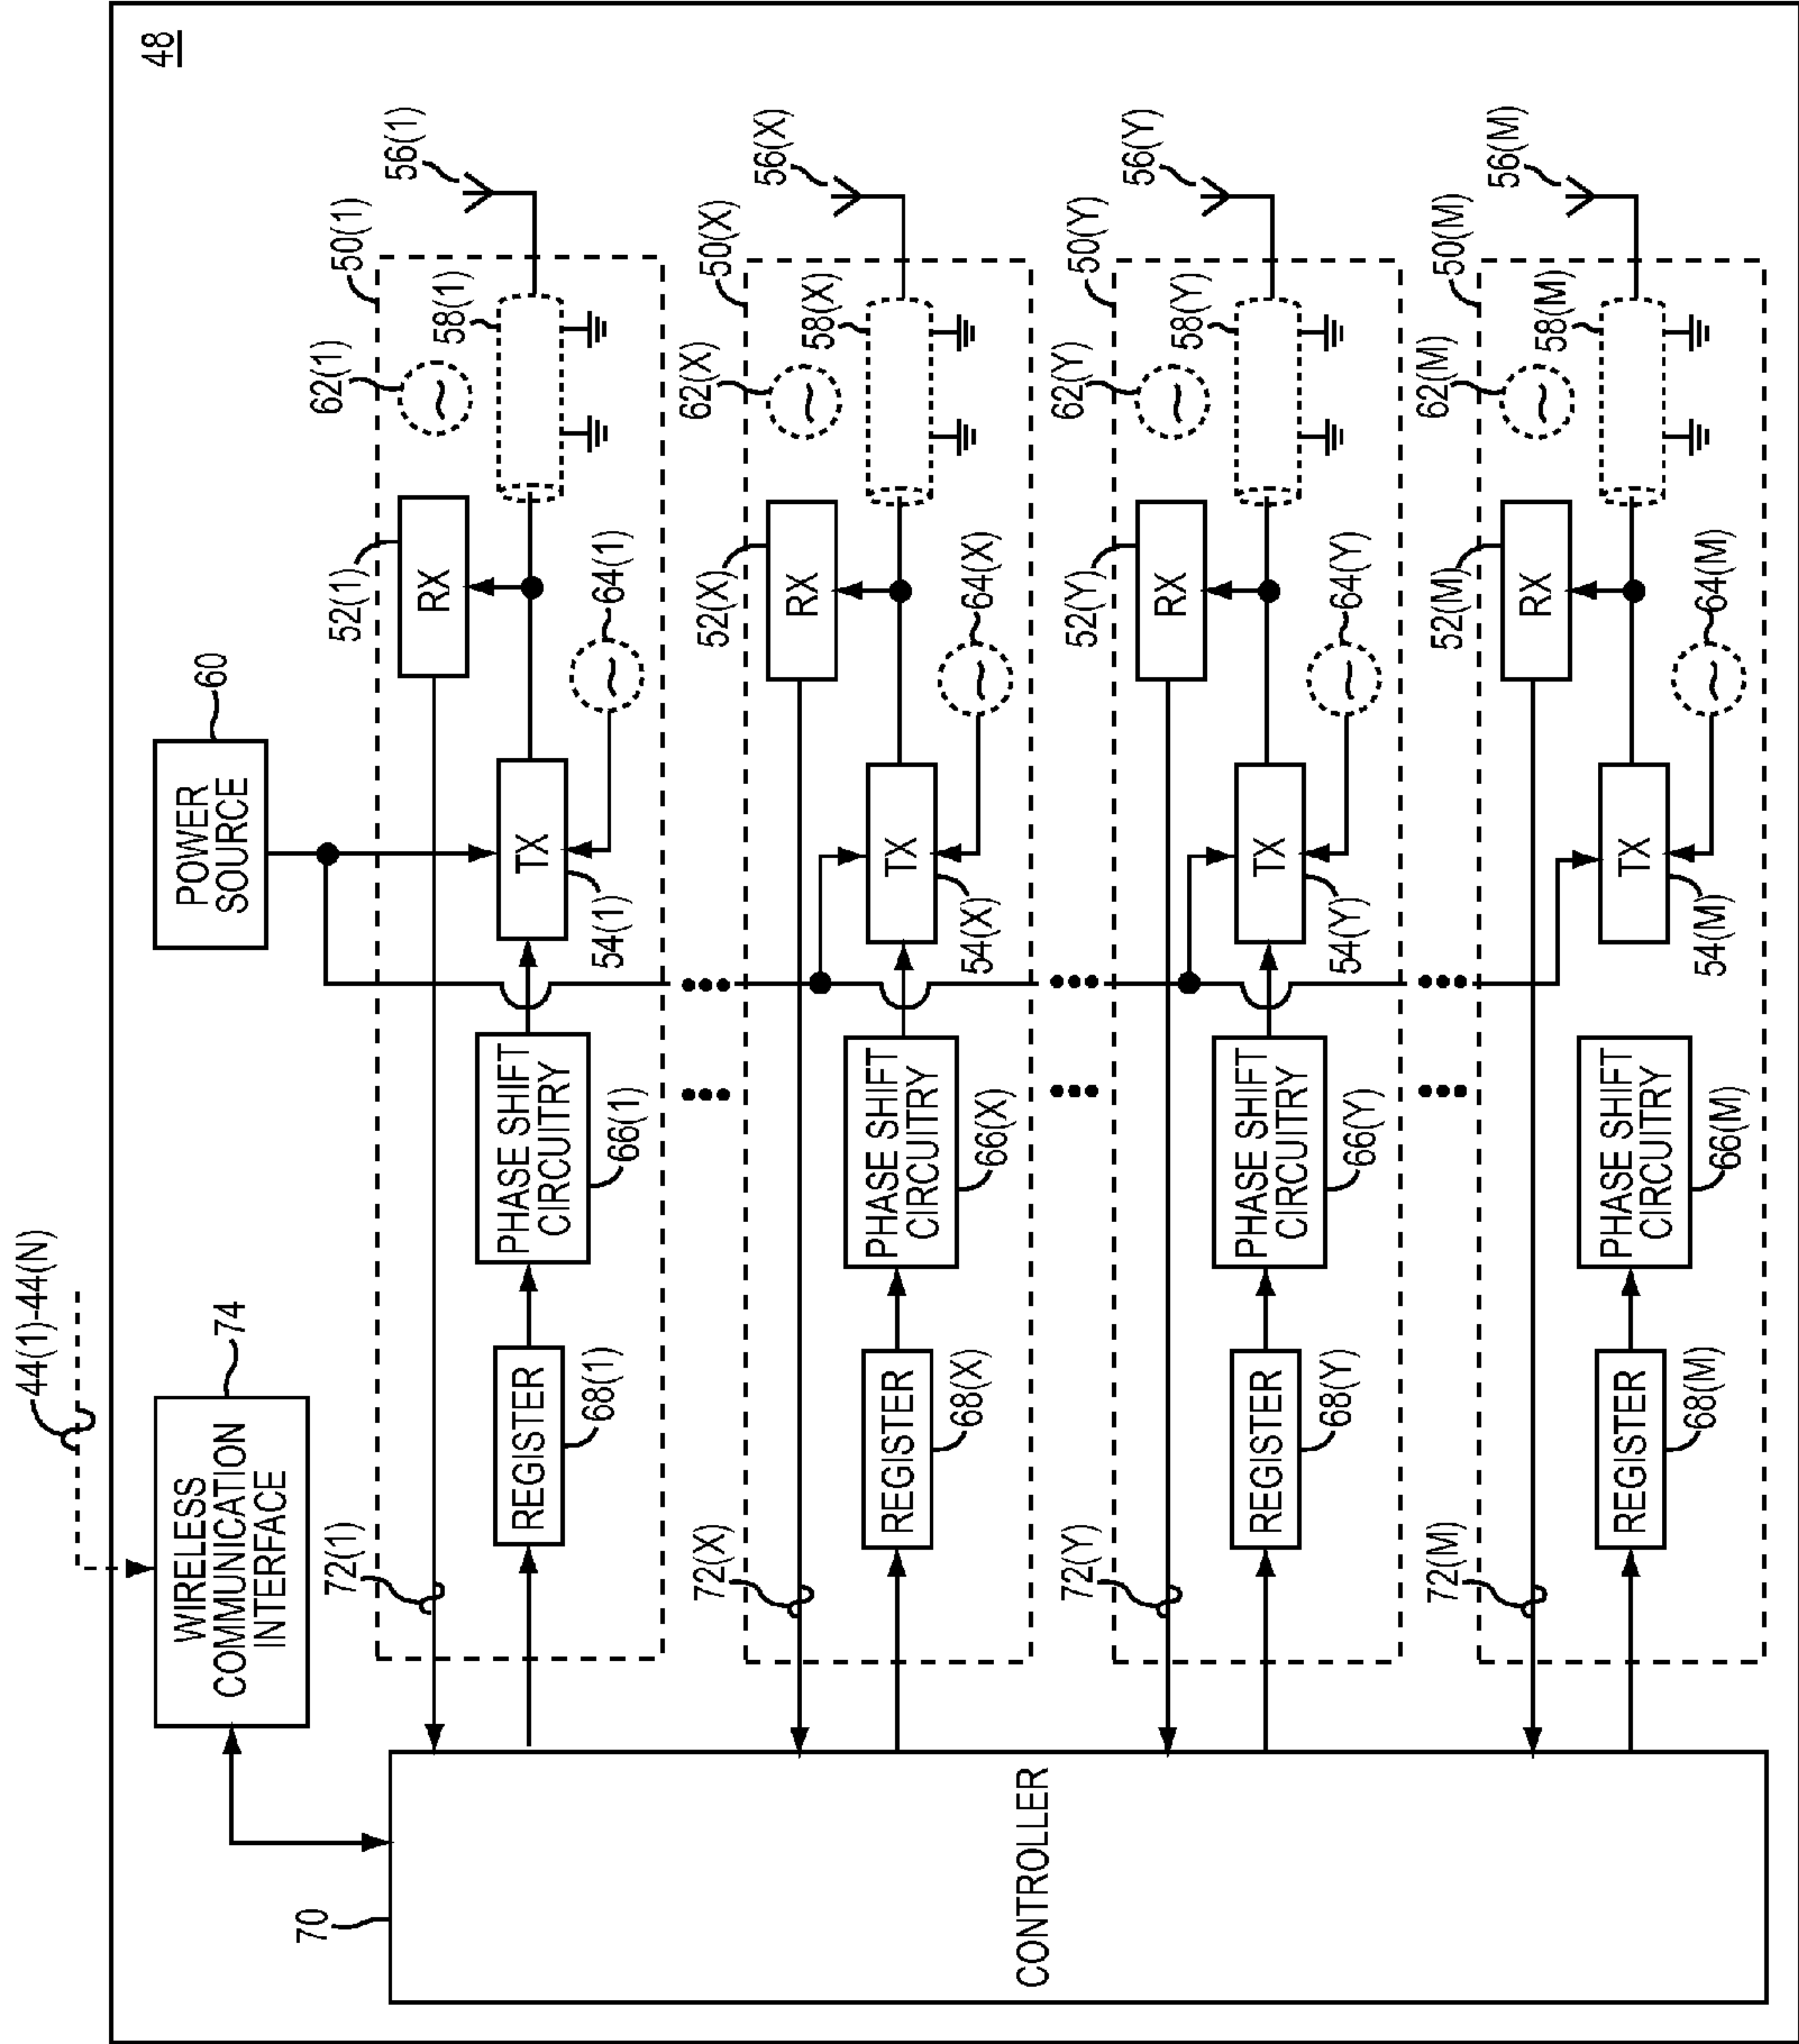 48
44(1)-44(N)
WIRELESS
COMMUNICATION
INTERFACE
74
POWER
SOURCE
60
70
CONTROLLER
72(1)
52(1)
RX
62(1)
50(1)
56(1)
58(1)
REGISTER
68(1)
PHASE SHIFT
CIRCUITRY
66(1)
TX
54(1)
64(1)
72(X)
52(X)
RX
62(X)
50(X)
56(X)
58(X)
REGISTER
68(X)
PHASE SHIFT
CIRCUITRY
66(X)
TX
54(X)
64(X)
72(Y)
52(Y)
RX
62(Y)
50(Y)
56(Y)
58(Y)
REGISTER
68(Y)
PHASE SHIFT
CIRCUITRY
66(Y)
TX
54(Y)
64(Y)
72(M)
52(M)
RX
62(M)
50(M)
56(M)
58(M)
REGISTER
68(M)
PHASE SHIFT
CIRCUITRY
66(M)
TX
54(M)
64(M)